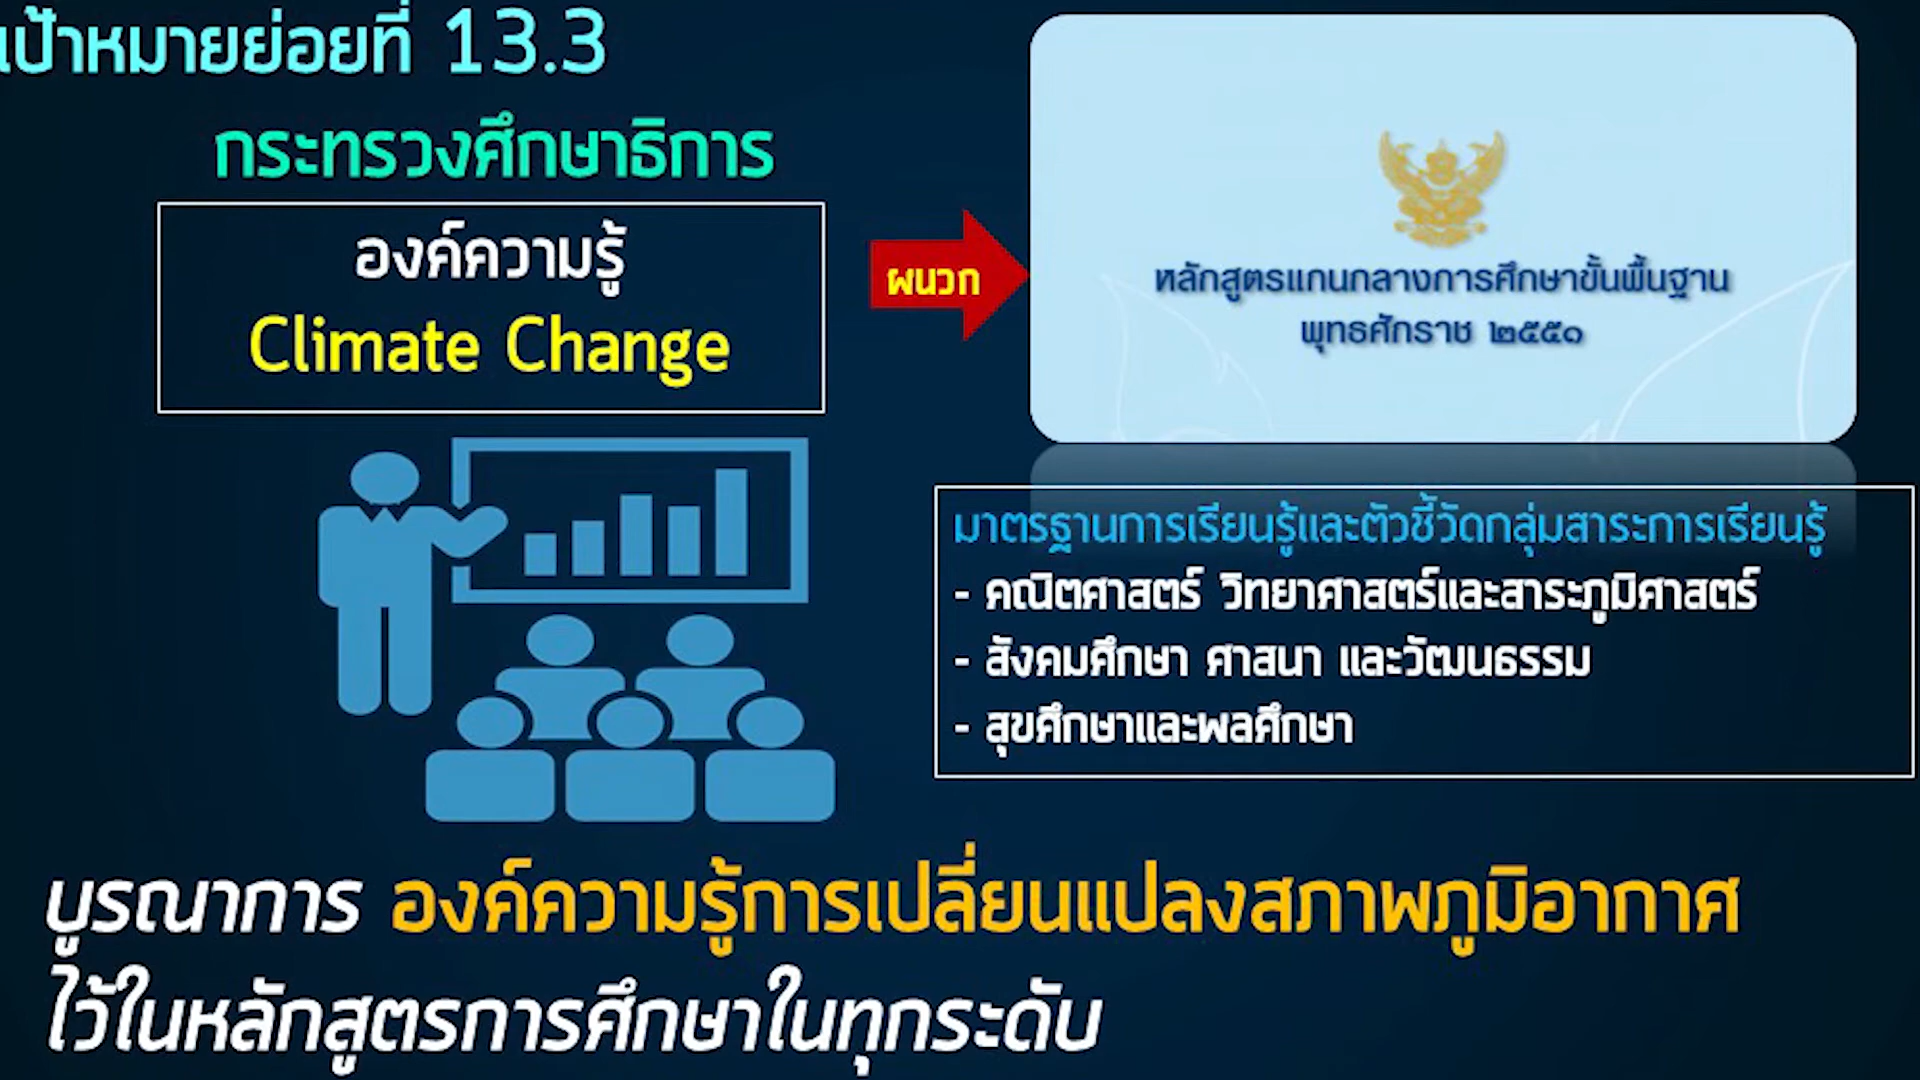 เป้าหมายย่อยที่ 13.3
กระทรวงศึกษาธิการ
องค์ความรู้
Climate Change
ผนวก
หลักสูตรแกนกลางการศึกษาขั้นพื้นฐาน
พุทธศักราช ๒๕๕๑
มาตรฐานการเรียนรู้และตัวชี้วัดกลุ่มสาระการเรียนรู้
- คณิตศาสตร์ วิทยาศาสตร์และสาระภูมิศาสตร์
- สังคมศึกษา ศาสนา และวัฒนธรรม
- สุขศึกษาและพลศึกษา
บูรณาการ องค์ความรู้การเปลี่ยนแปลงสภาพภูมิอากาศ
ไว้ในหลักสูตรการศึกษาในทุกระดับ